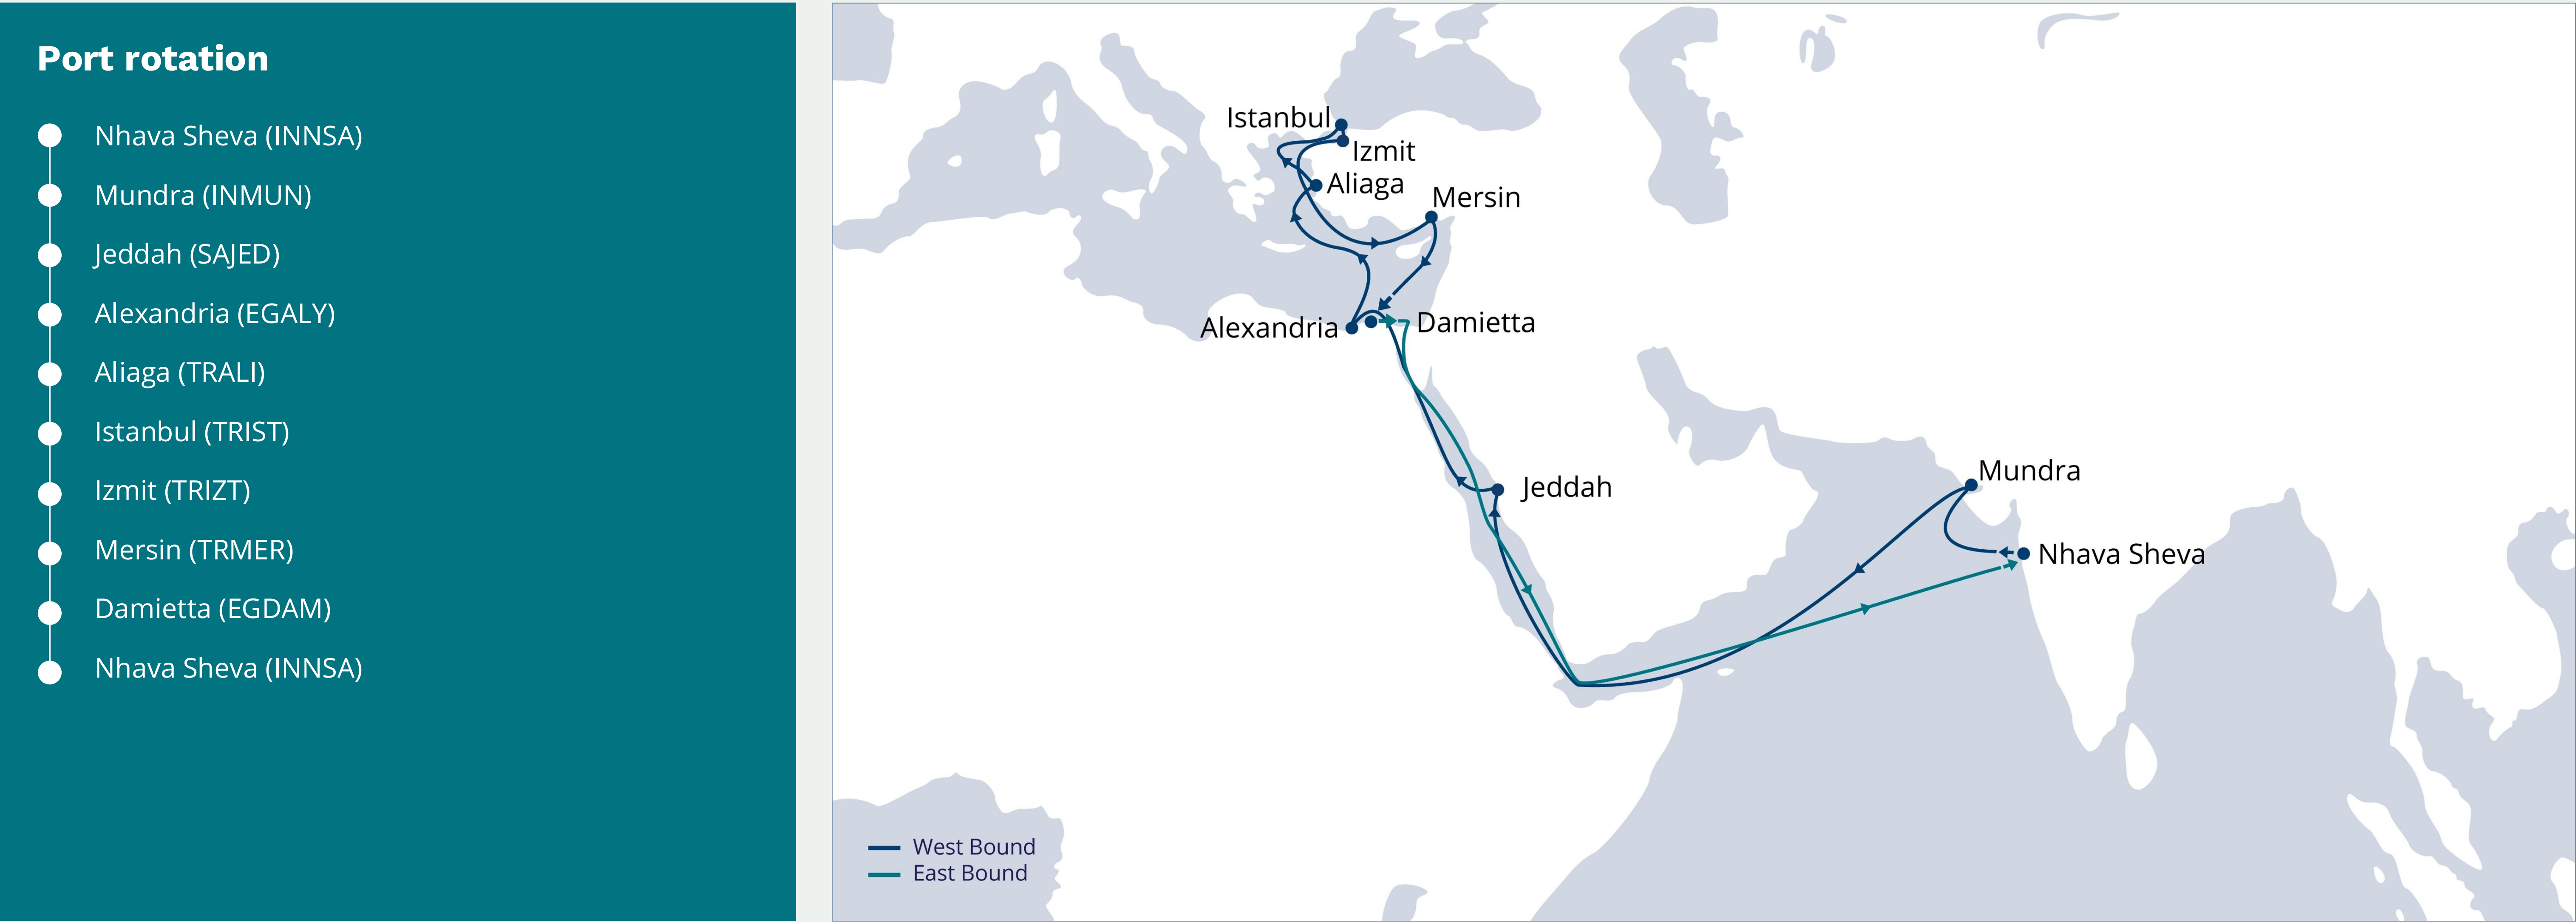 Port rotation
Nhava Sheva (INNSA)
Mundra (INMUN)
Jeddah (SAJED)
Alexandria (EGALY)
Aliaga (TRALI)
Istanbul (TRIST)
Izmit (TRIZT)
Mersin (TRMER)
Damietta (EGDAM)
Nhava Sheva (INNSA)
Istanbul
Izmit
Aliaga
Mersin
Alexandria
Damietta
Jeddah
Mundra
Nhava Sheva
West Bound
East Bound